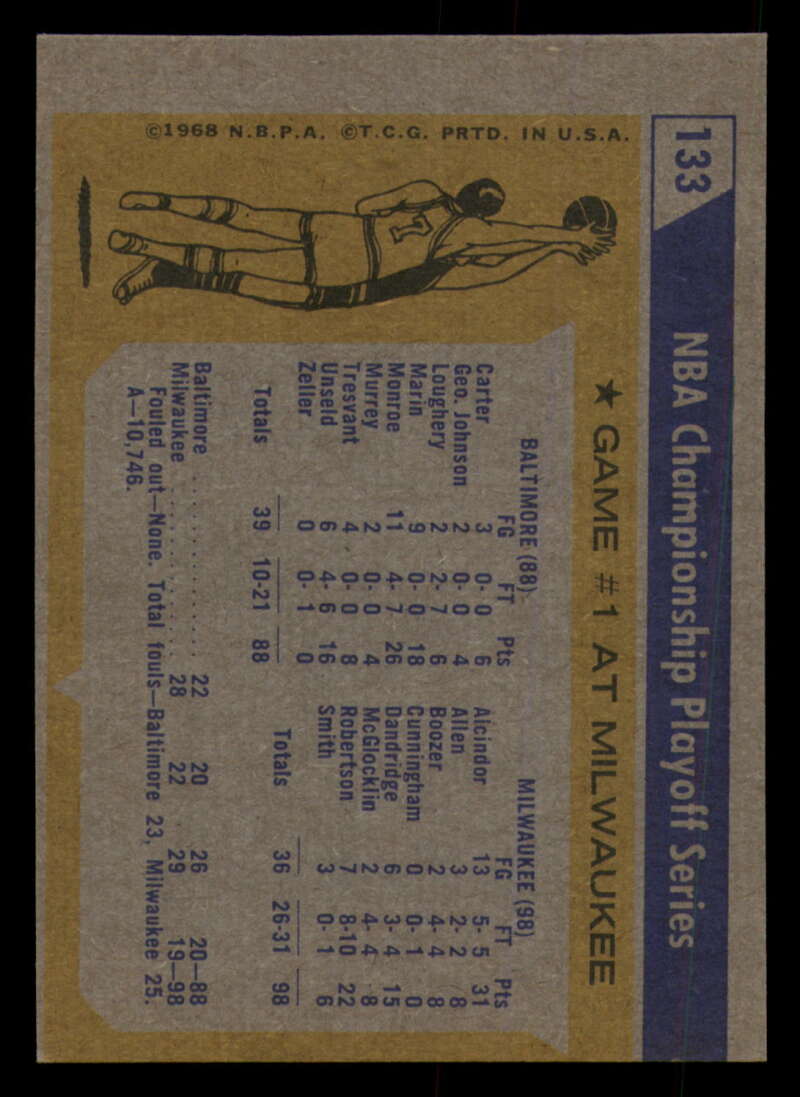 133
NBA Championship Playoff Series
★ GAME #1 AT MILWAUKEE
BALTIMORE (88)
FG FT Pts
Carter 3 0- 0 6
Geo. Johnson 2 0- 0 4
Loughery 2 2- 7 6
Marin 9 0- 0 18
Monroe 11 4- 7 26
Murrey 2 0- 0 4
Tresvant 4 0- 0 8
Unseld 6 4- 6 16
Zeller 0 0- 1 0
Totals 39 10-21 88
MILWAUKEE (98)
FG FT Pts
Alcindor 13 5- 5 31
Allen 3 2- 2 8
Boozer 2 4- 4 8
Cunningham 0 0- 1 0
Dandridge 6 3- 4 15
McGlocklin 2 4- 4 8
Robertson 7 8-10 22
Smith 3 0- 1 6
Totals 36 26-31 98
Baltimore .......... 22 20 26 20—88
Milwaukee .......... 28 22 29 19—98
Fouled out—None. Total fouls—Baltimore 23, Milwaukee 25.
A—10,746.
1
©1968 N.B.P.A. ©T.C.G. PRTD. IN U.S.A.